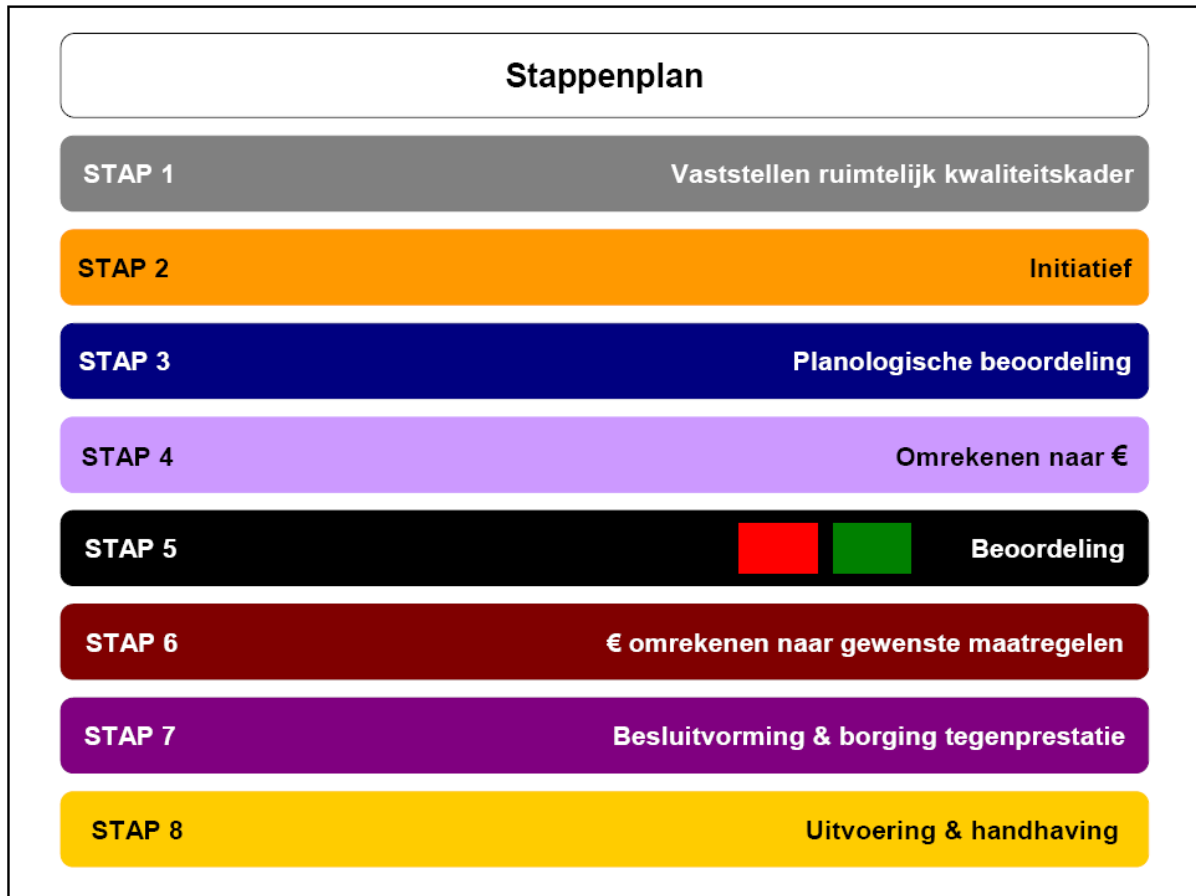 Stappenplan
STAP 1 Vaststellen ruimtelijk kwaliteitskader
STAP 2 Initiatief
STAP 3 Planologische beoordeling
STAP 4 Omrekenen naar €
STAP 5 Beoordeling
STAP 6 € omrekenen naar gewenste maatregelen
STAP 7 Besluitvorming & borging tegenprestatie
STAP 8 Uitvoering & handhaving